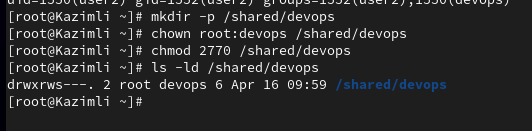 uid=1550(user2) gid=1552(user2) groups=1552(user2),1550(devops)
[root@Kazimli ~]# mkdir -p /shared/devops
[root@Kazimli ~]# chown root:devops /shared/devops
[root@Kazimli ~]# chmod 2770 /shared/devops
[root@Kazimli ~]# ls -ld /shared/devops
drwxrws---. 2 root devops 6 Apr 16 09:59 /shared/devops
[root@Kazimli ~]#